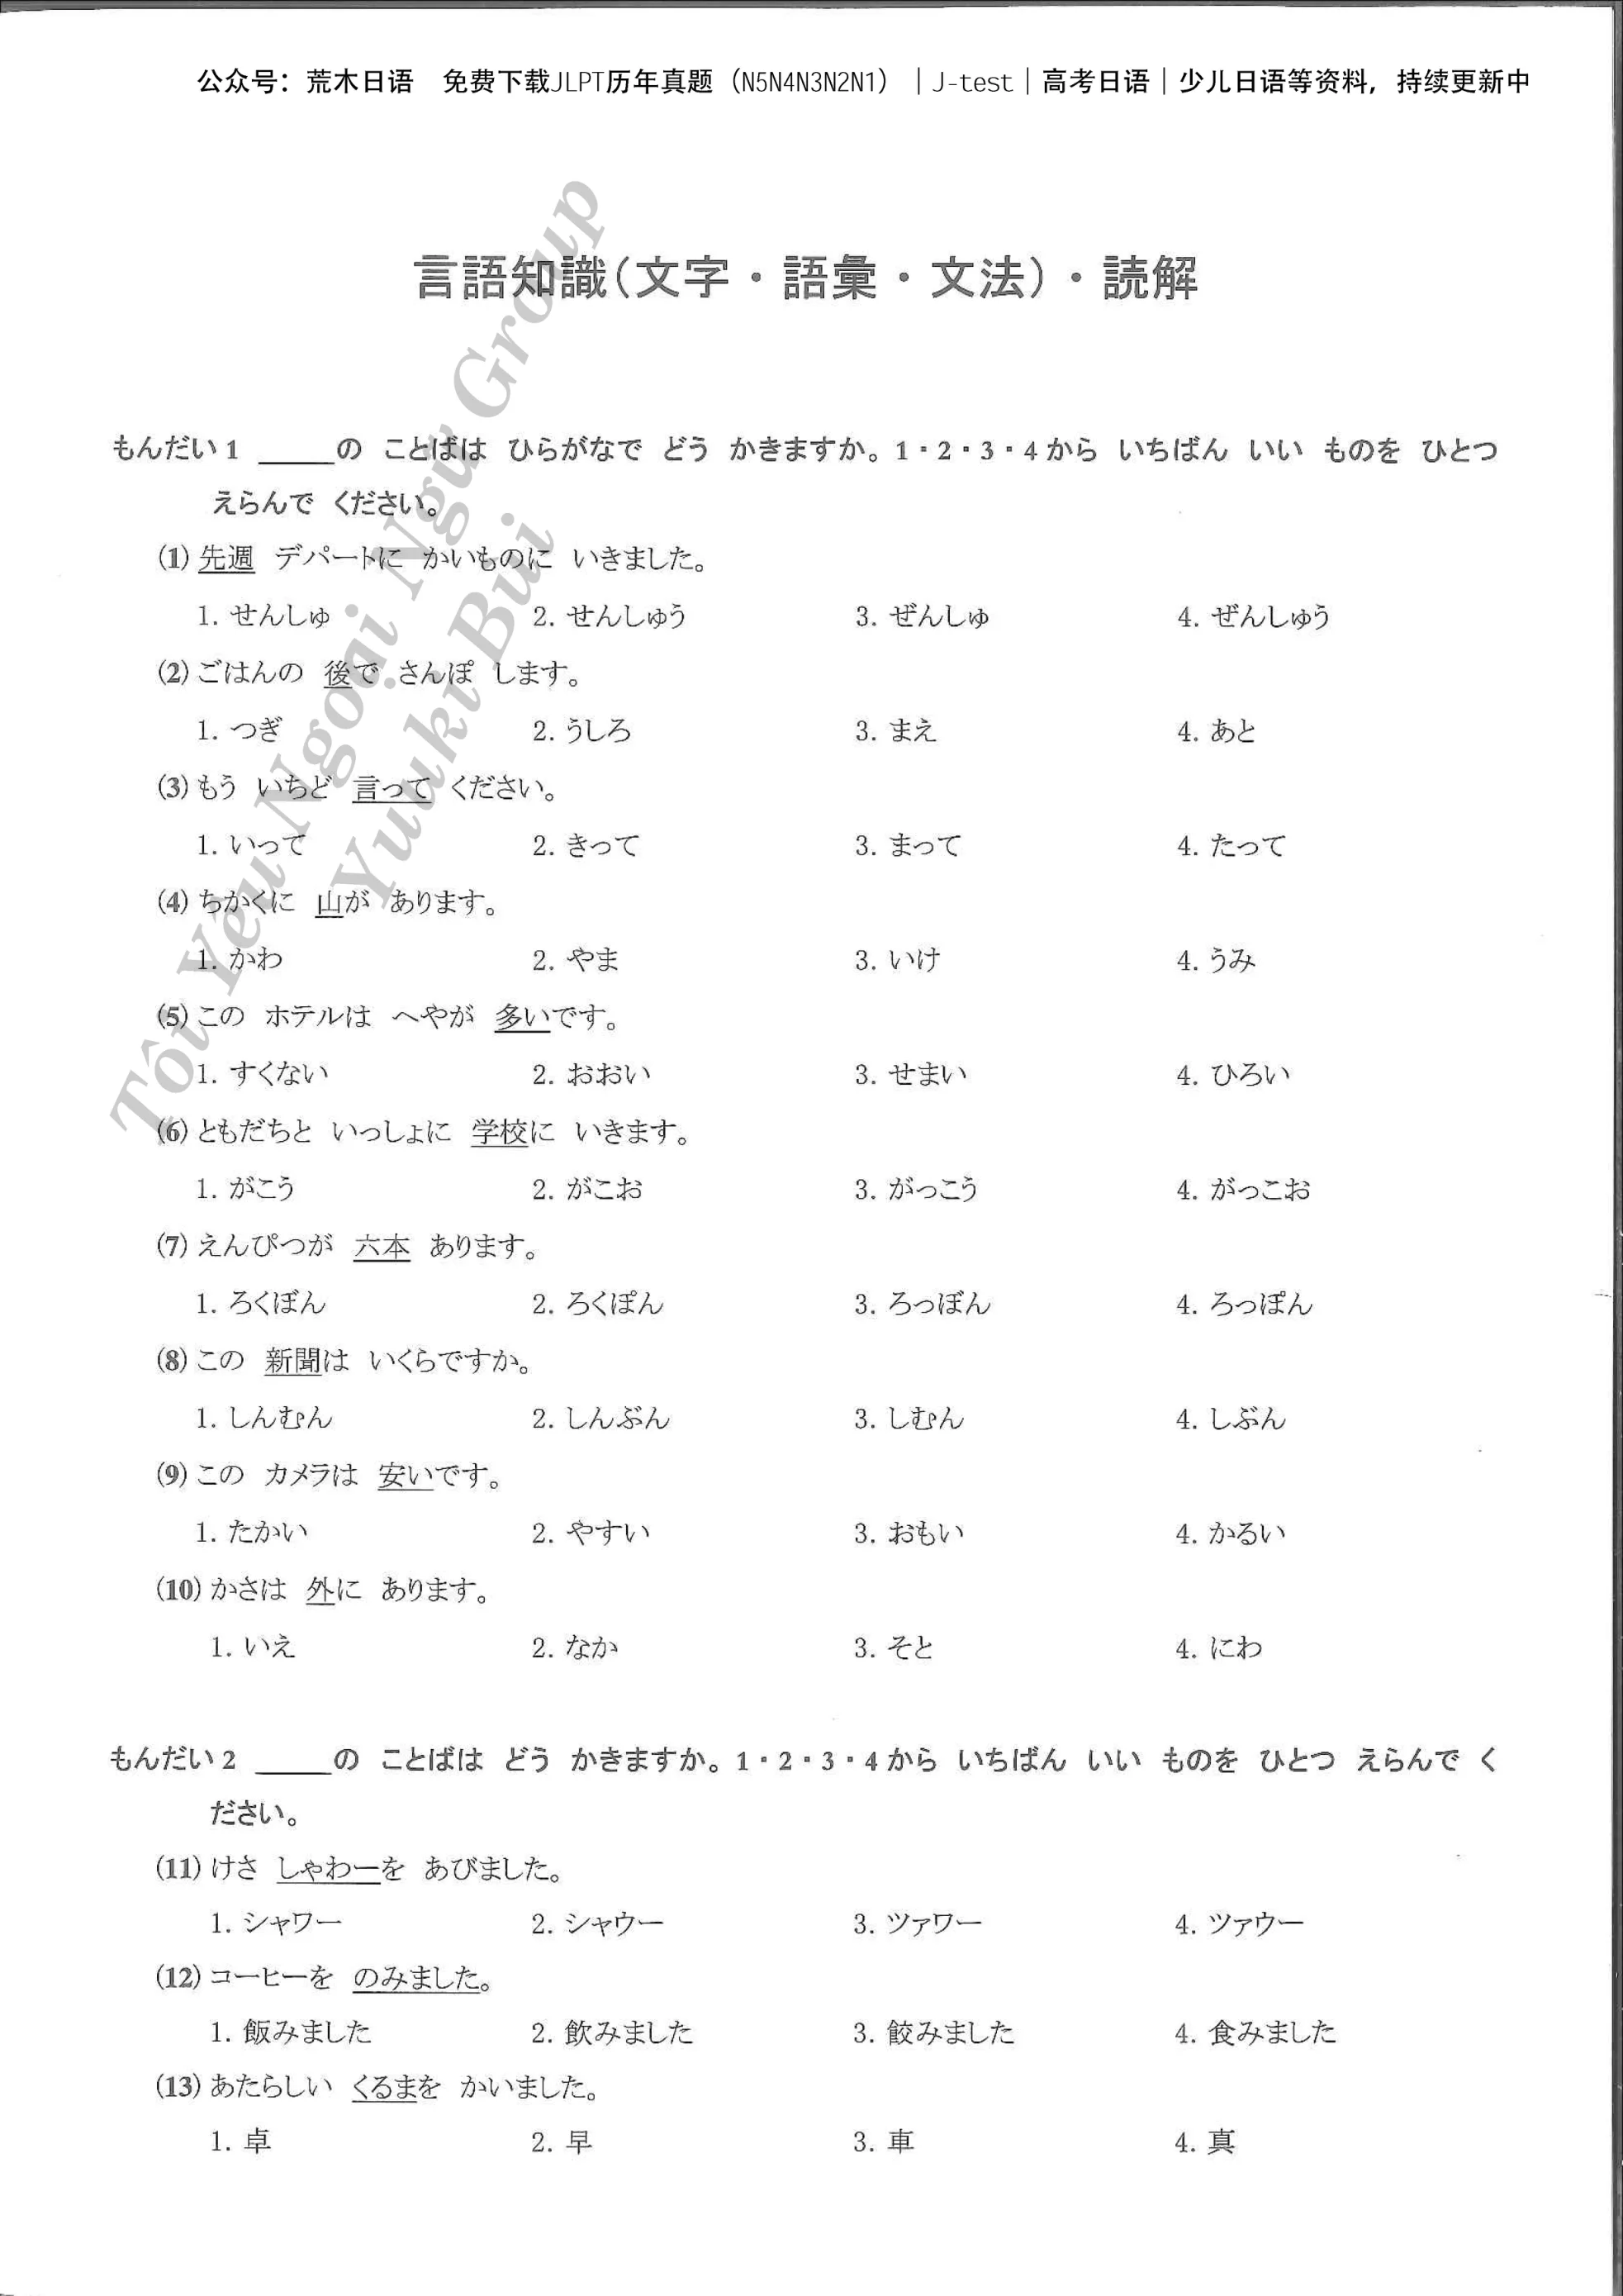 公众号：荒木日语　免费下载JLPT历年真题（N5N4N3N2N1）｜J-test｜高考日语｜少儿日语等资料，持续更新中
言語知識(文字・語彙・文法)・読解
もんだい1 _____の ことばは ひらがなで どう かきますか。1・2・3・4から いちばん いい ものを ひとつ
えらんで ください。
(1) 先週 デパートに かいものに いきました。
1. せんしゅ 2. せんしゅう 3. ぜんしゅ 4. ぜんしゅう
(2) ごはんの 後で さんぽ します。
1. つぎ 2. うしろ 3. まえ 4. あと
(3) もう いちど 言って ください。
1. いって 2. きって 3. まって 4. たって
(4) ちかくに 山が あります。
1. かわ 2. やま 3. いけ 4. うみ
(5) この ホテルは へやが 多いです。
1. すくない 2. おおい 3. せまい 4. ひろい
(6) ともだちと いっしょに 学校に いきます。
1. がこう 2. がこお 3. がっこう 4. がっこお
(7) えんぴつが 六本 あります。
1. ろくぼん 2. ろくぽん 3. ろっぼん 4. ろっぽん
(8) この 新聞は いくらですか。
1. しんむん 2. しんぶん 3. しむん 4. しぶん
(9) この カメラは 安いです。
1. たかい 2. やすい 3. おもい 4. かるい
(10) かさは 外に あります。
1. いえ 2. なか 3. そと 4. にわ
もんだい2 _____の ことばは どう かきますか。1・2・3・4から いちばん いい ものを ひとつ えらんで く
ださい。
(11) けさ しゃわーを あびました。
1. シャワー 2. シャウー 3. ツァワー 4. ツァウー
(12) コーヒーを のみました。
1. 飯みました 2. 飲みました 3. 餃みました 4. 食みました
(13) あたらしい くるまを かいました。
1. 卓 2. 早 3. 車 4. 真
Tôi Yêu Ngoại Ngữ Group
Yuuki Bùi